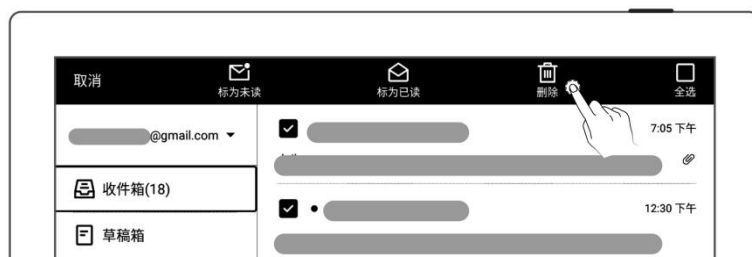 取消
标为未读
标为已读
删除
全选
@gmail.com
7:05 下午
收件箱(18)
12:30 下午
草稿箱